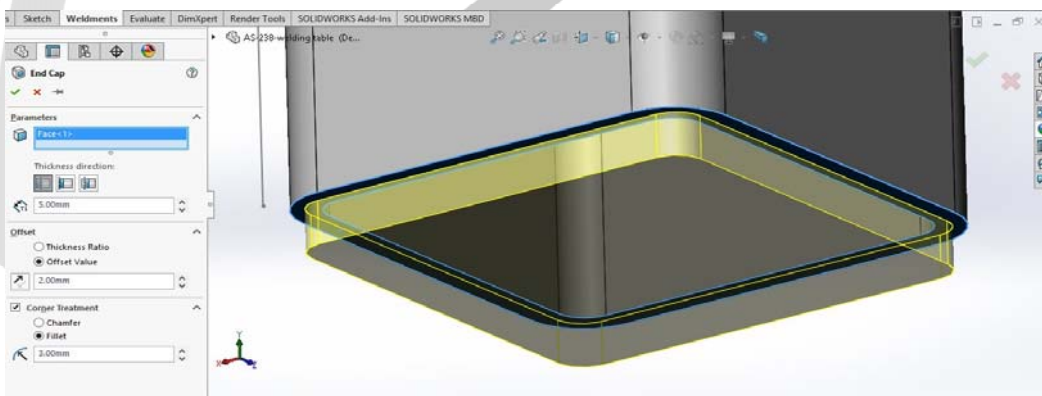 s Sketch Weldments Evaluate DimXpert Render Tools SOLIDWORKS Add-Ins SOLIDWORKS MBD
AS-238-welding table (De...
End Cap
Parameters
Face<1>
Thickness direction:
5.00mm
Offset
Thickness Ratio
Offset Value
2.00mm
Corner Treatment
Chamfer
Fillet
3.00mm
Y
X
Z